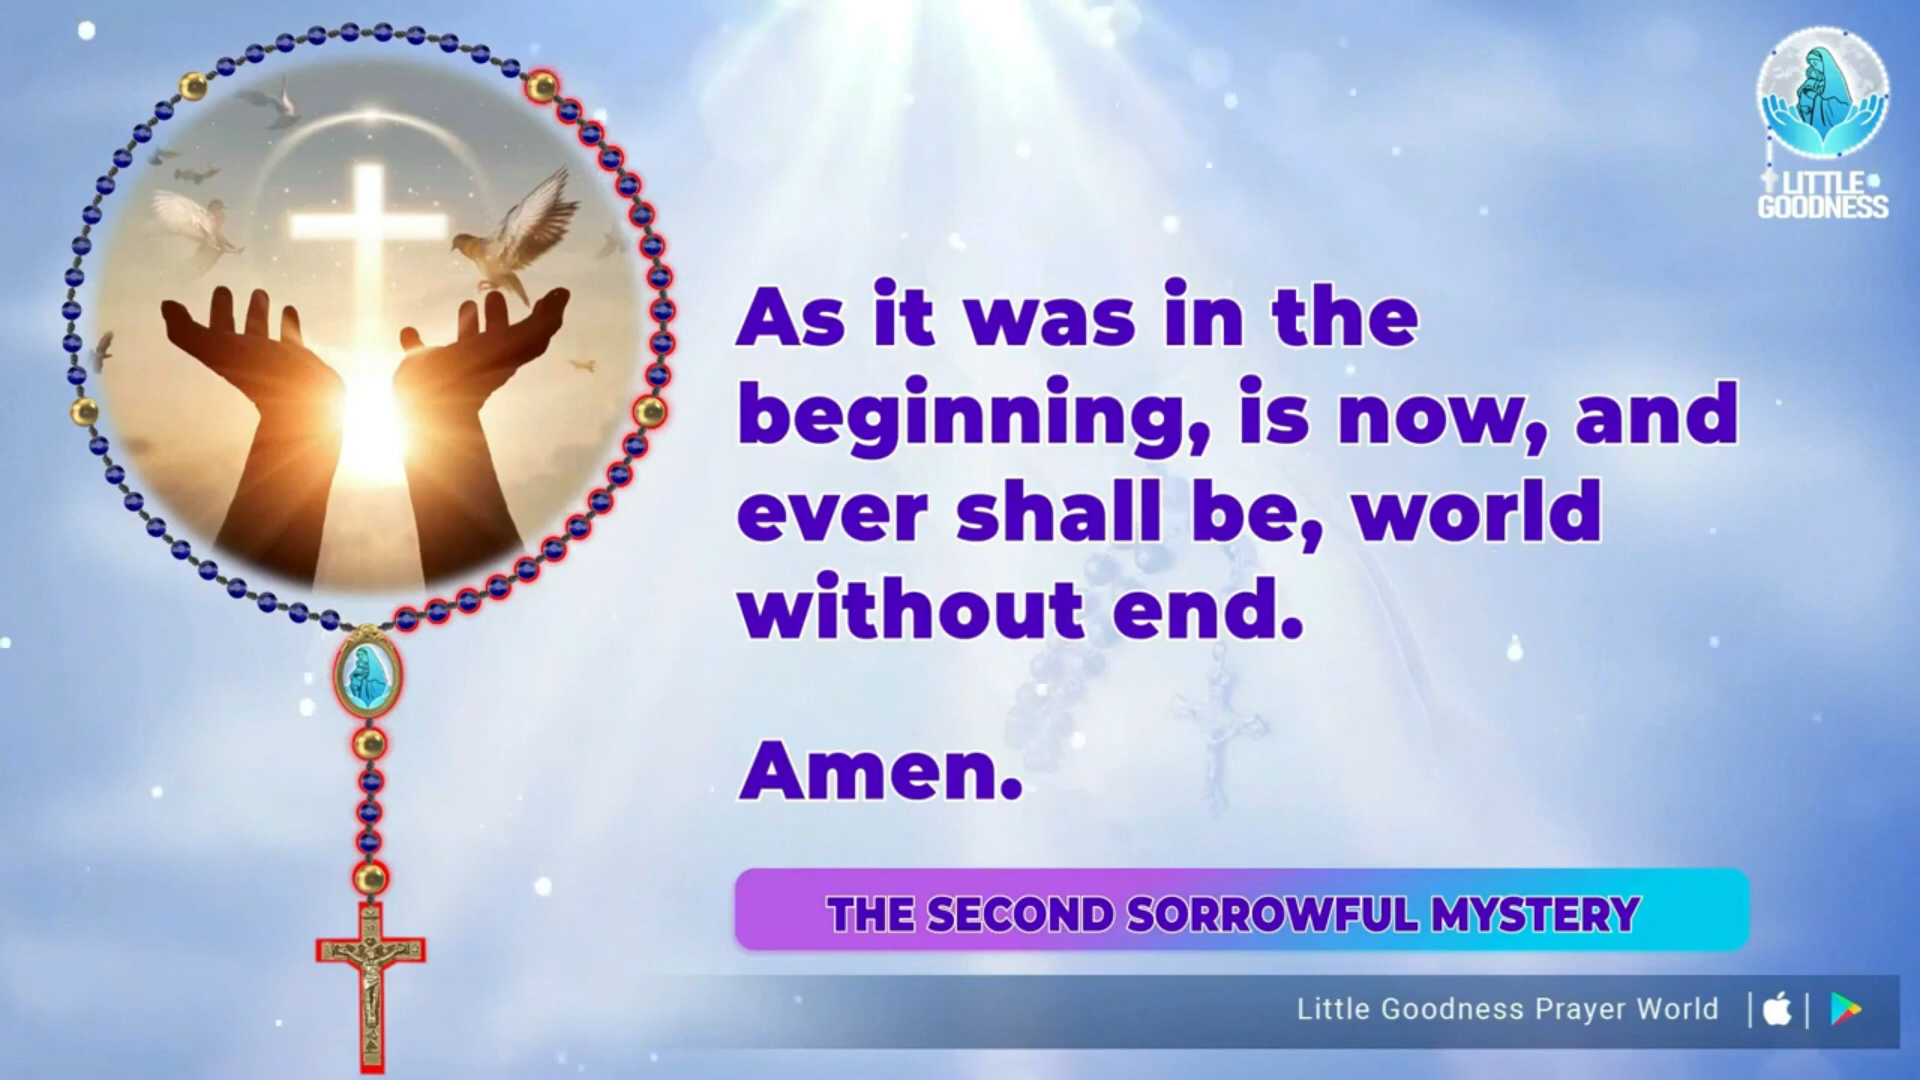 LITTLE
GOODNESS
As it was in the
beginning, is now, and
ever shall be, world
without end.
Amen.
THE SECOND SORROWFUL MYSTERY
Little Goodness Prayer World